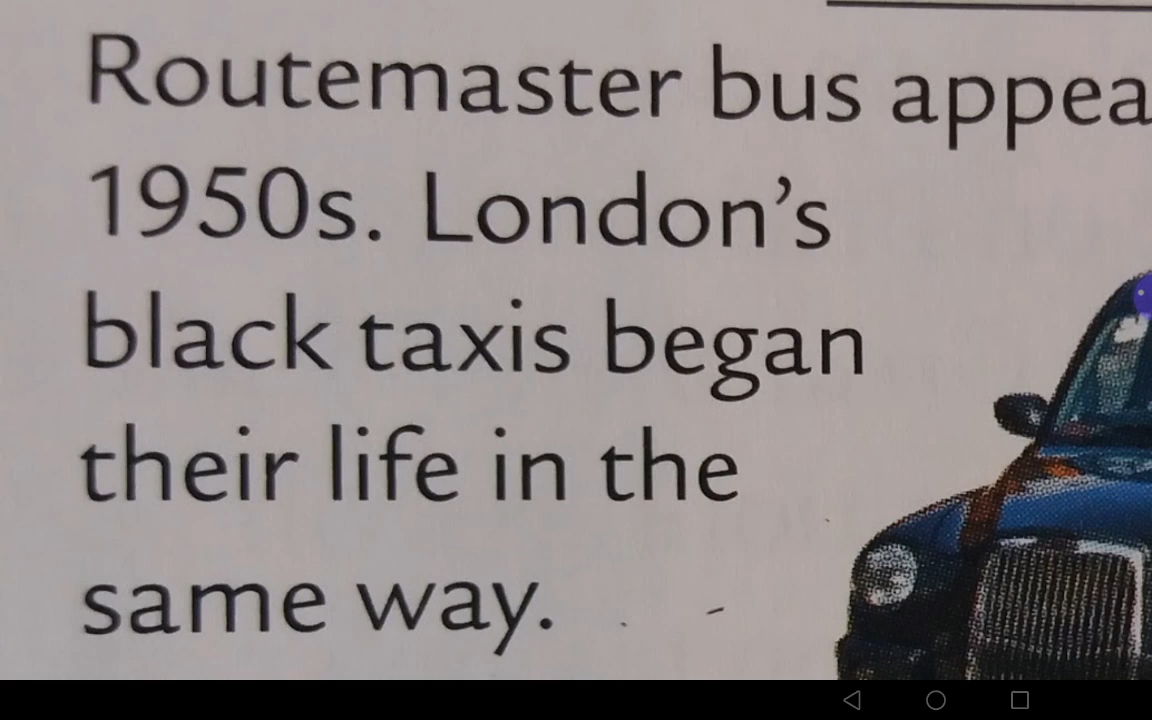 Routemaster bus appea
1950s. London's
black taxis began
their life in the
same way.